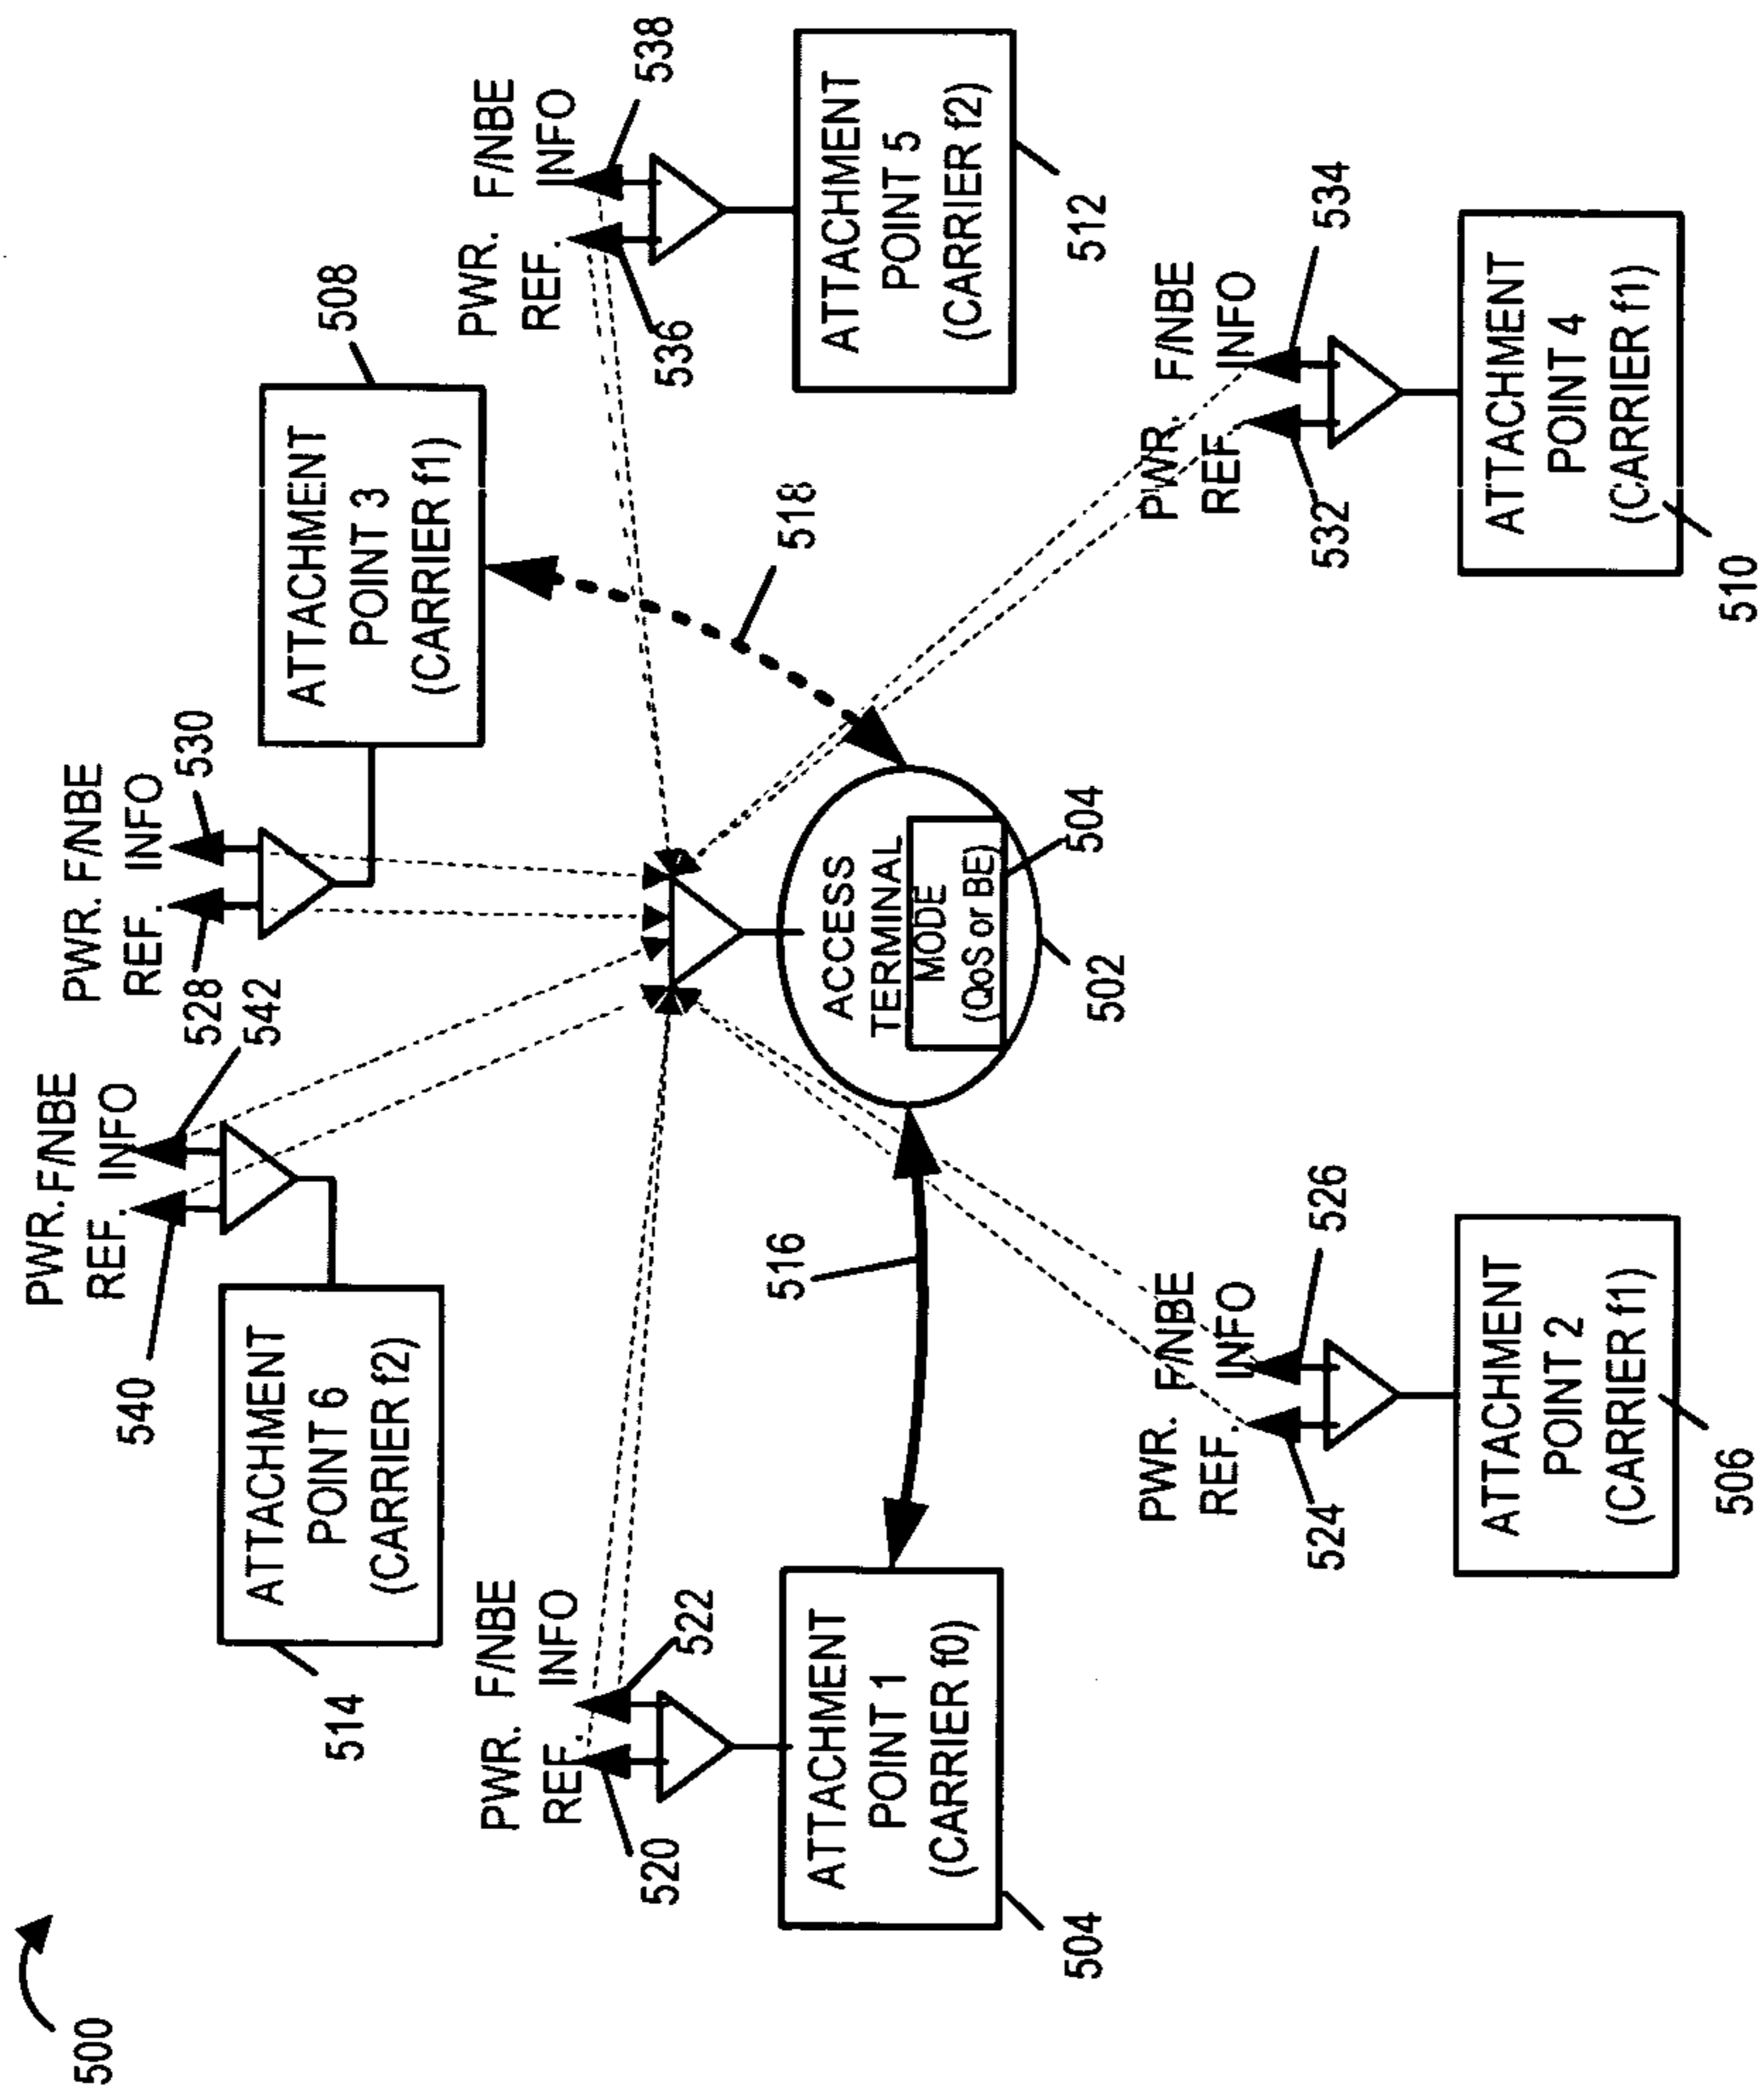 500
PWR. F/NBE
REF. INFO
540
542
ATTACHMENT
POINT 6
(CARRIER f2)
514
PWR. F/NBE
REF. INFO
528
530
ATTACHMENT
POINT 3
(CARRIER f1)
508
PWR. F/NBE
REF. INFO
520
522
ATTACHMENT
POINT 1
(CARRIER f0)
504
516
ACCESS
TERMINAL
MODE
(QoS or BE)
504
502
518
PWR. F/NBE
REF. INFO
536
538
ATTACHMENT
POINT 5
(CARRIER f2)
512
PWR. F/NBE
REF. INFO
524
526
ATTACHMENT
POINT 2
(CARRIER f1)
506
PWR. F/NBE
REF. INFO
532
534
ATTACHMENT
POINT 4
(CARRIER f1)
510